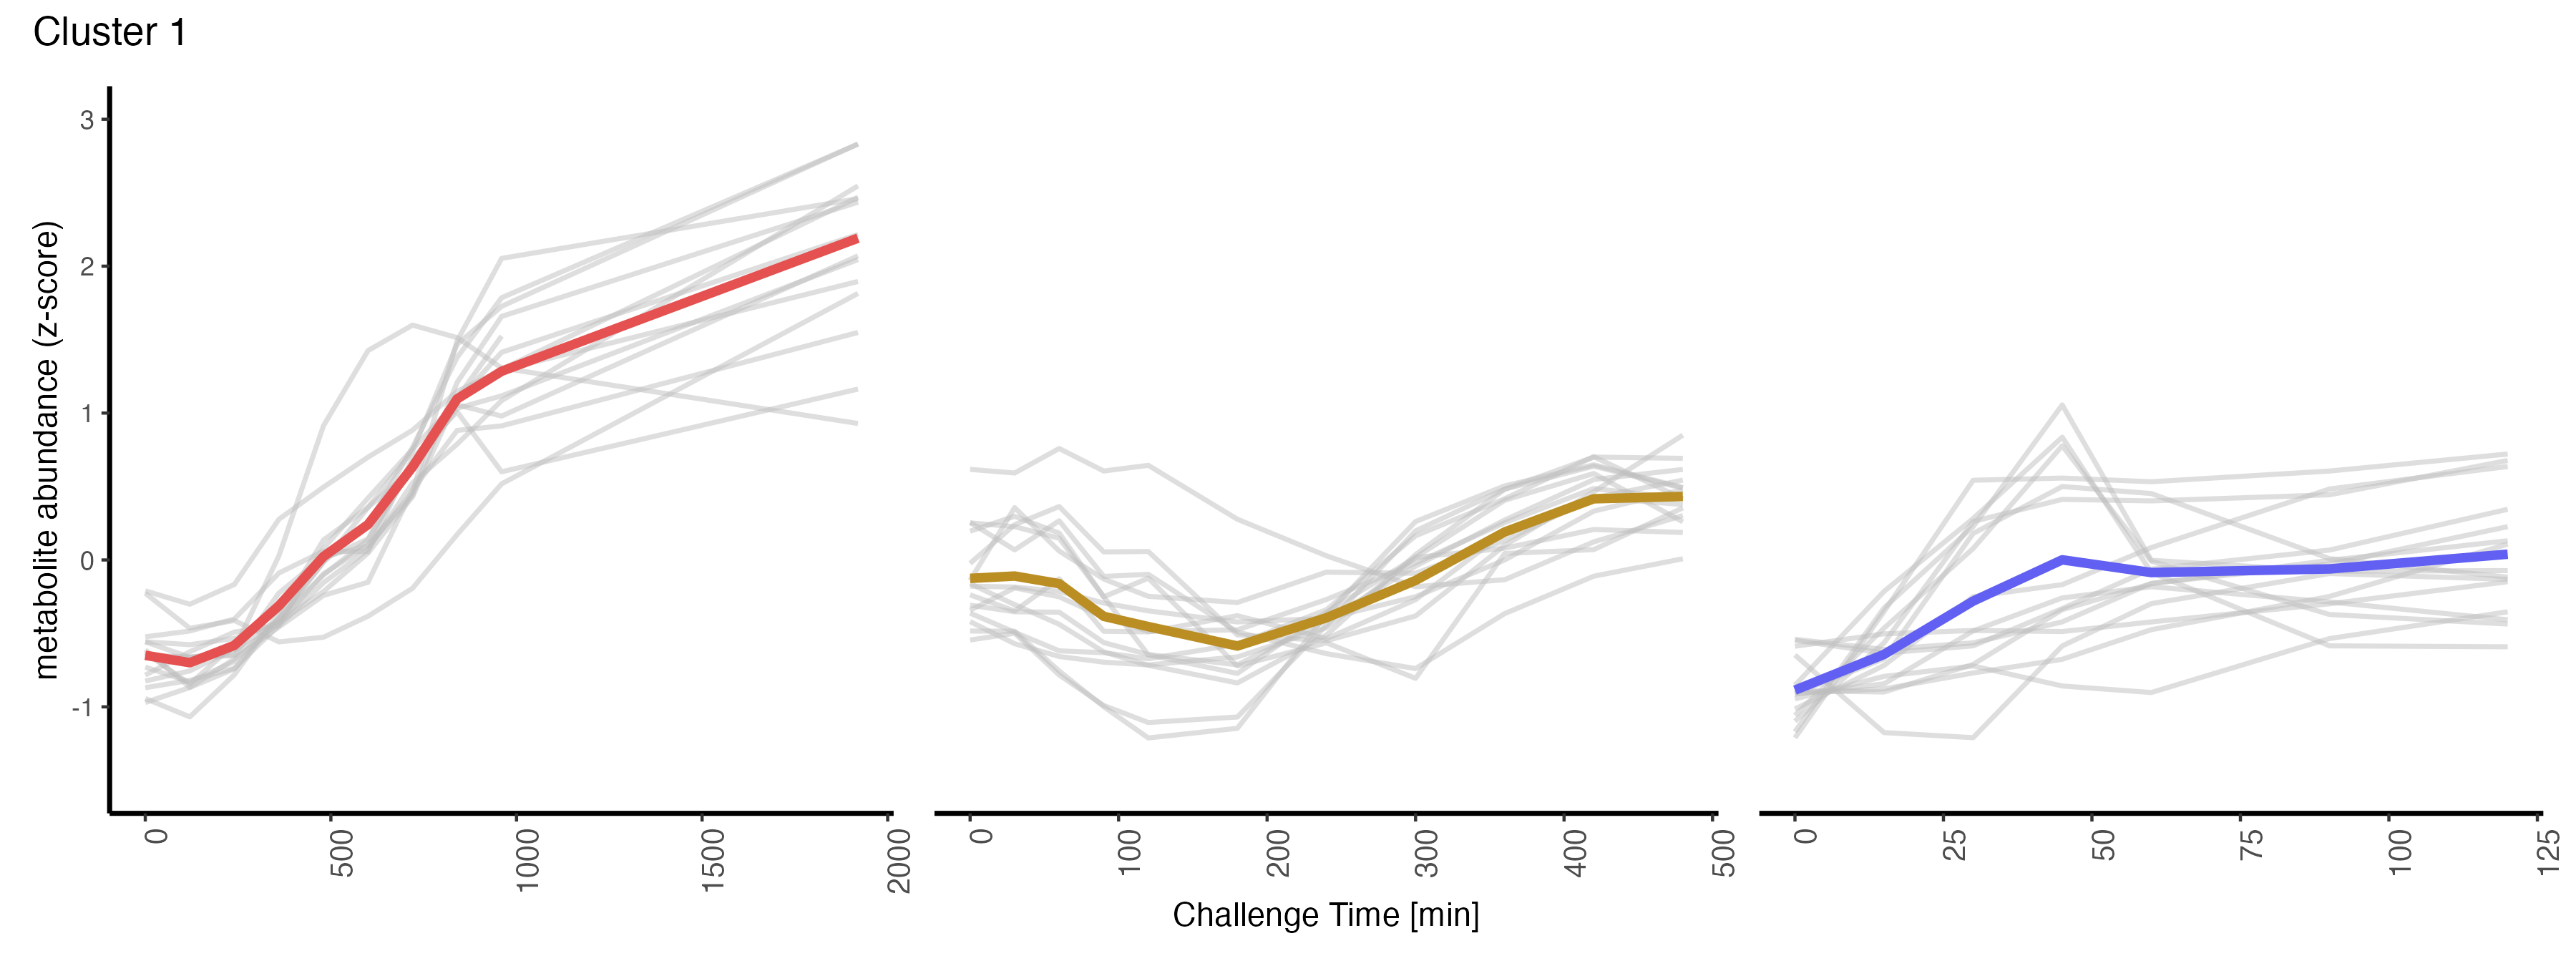 Cluster 1
metabolite abundance (z-score)
3
2
1
0
-1
0 500 1000 1500 2000
0 100 200 300 400 500
0 25 50 75 100 125
Challenge Time [min]